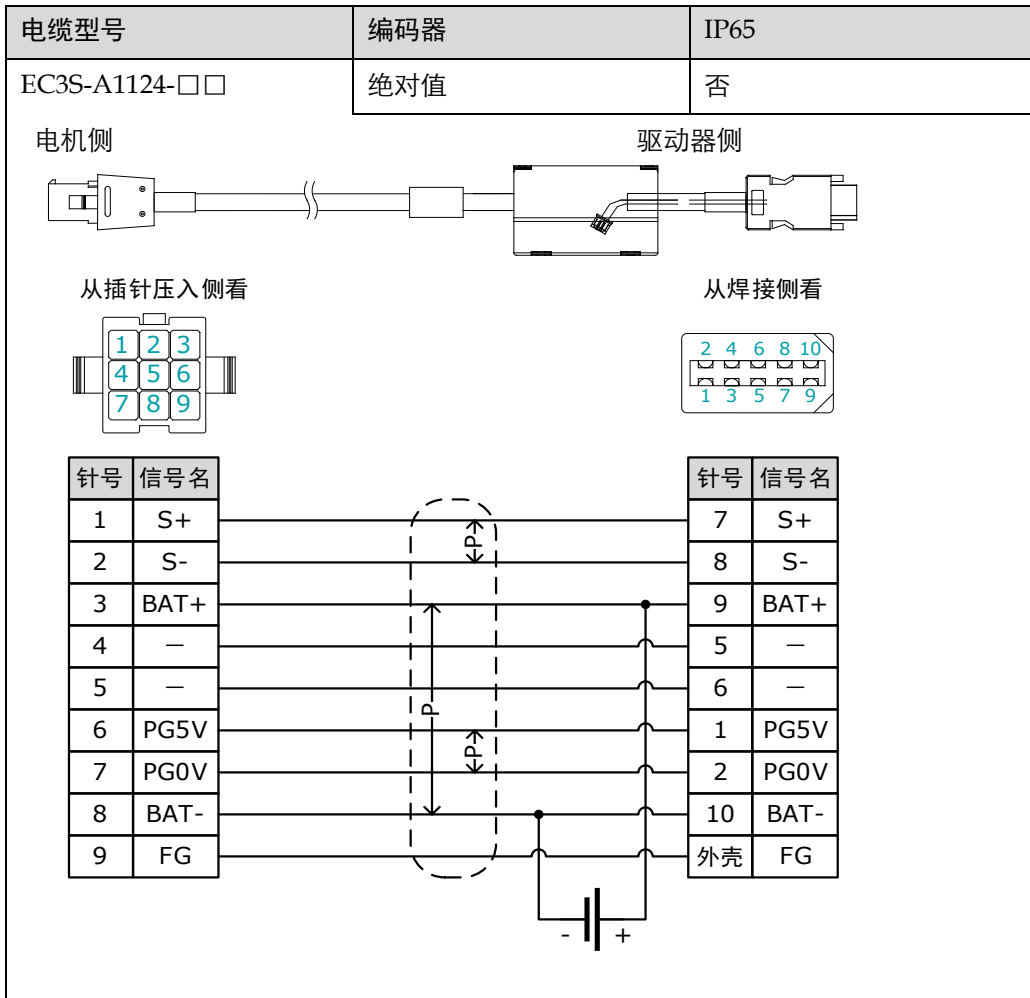 电缆型号 编码器 IP65
EC3S-A1124-□□ 绝对值 否
电机侧 驱动器侧
从插针压入侧看 从焊接侧看
1 2 3
4 5 6
7 8 9
2 4 6 8 10
1 3 5 7 9
针号 信号名 针号 信号名
1 S+ P 7 S+
2 S- 8 S-
3 BAT+ 9 BAT+
4 — 5 —
5 — 6 —
P
6 PG5V P 1 PG5V
7 PG0V 2 PG0V
8 BAT- 10 BAT-
9 FG 外壳 FG
- +